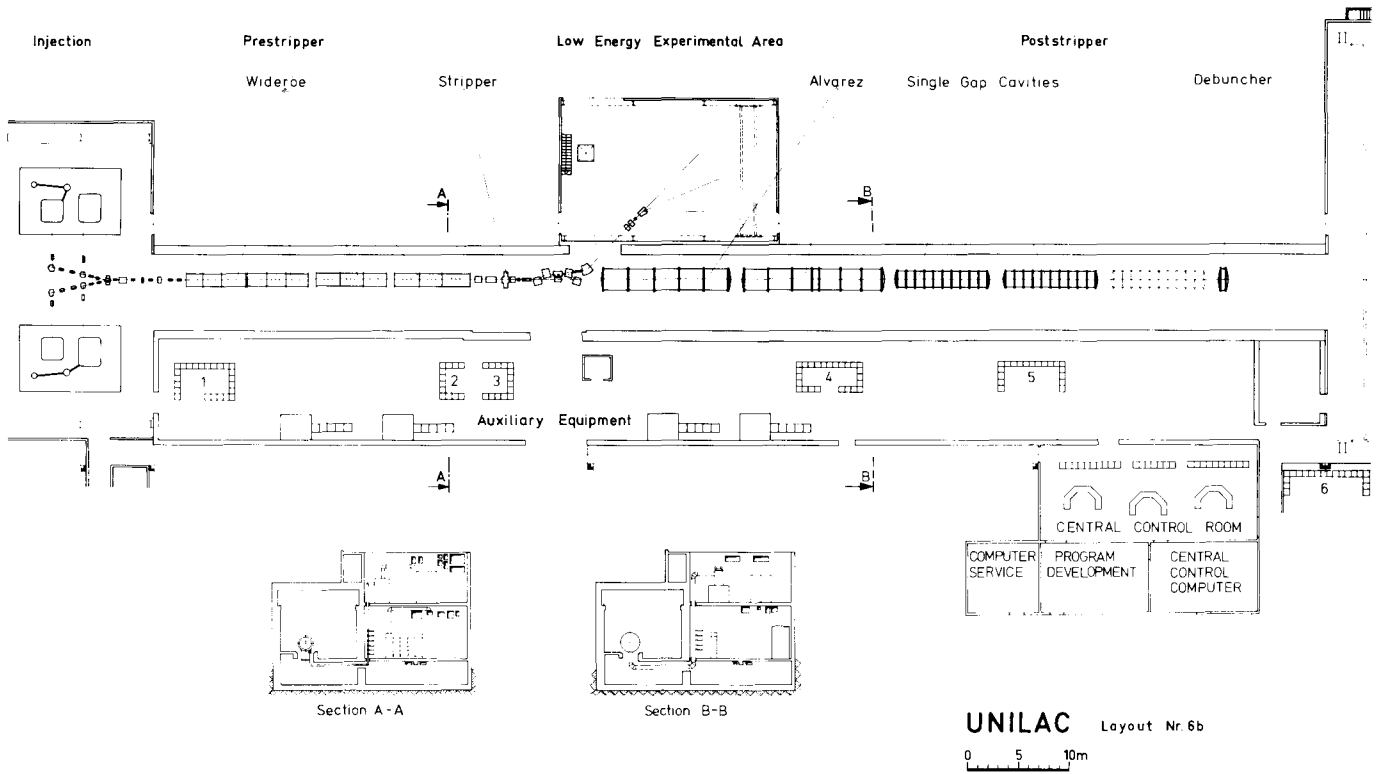 Injection Prestripper Low Energy Experimental Area Poststripper
Wideroe Stripper Alvarez Single Gap Cavities Debuncher
II
A B
1 2 3 4 5
Auxiliary Equipment
II
A B
6
CENTRAL CONTROL ROOM
COMPUTER SERVICE
PROGRAM DEVELOPMENT
CENTRAL CONTROL COMPUTER
Section A-A Section B-B
UNILAC Layout Nr. 6b
0 5 10m